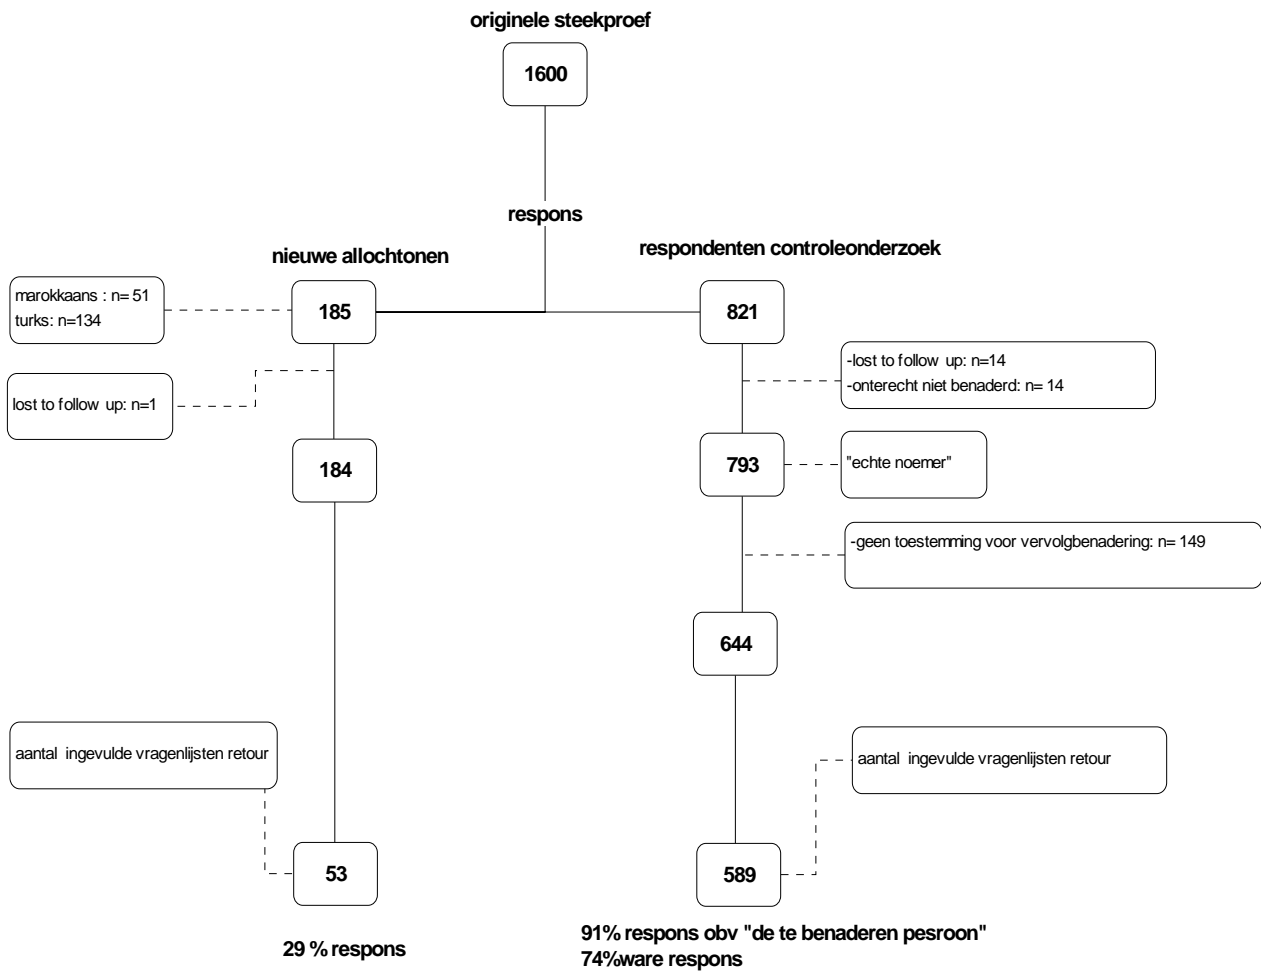 originele steekproef
1600
respons
nieuwe allochtonen
respondenten controleonderzoek
marokkaans : n= 51
turks: n=134
185
821
-lost to follow up: n=14
-onterecht niet benaderd: n= 14
lost to follow up: n=1
184
793
"echte noemer"
-geen toestemming voor vervolgbenadering: n= 149
644
aantal ingevulde vragenlijsten retour
aantal ingevulde vragenlijsten retour
53
589
29 % respons
91% respons obv "de te benaderen pesroon"
74%ware respons